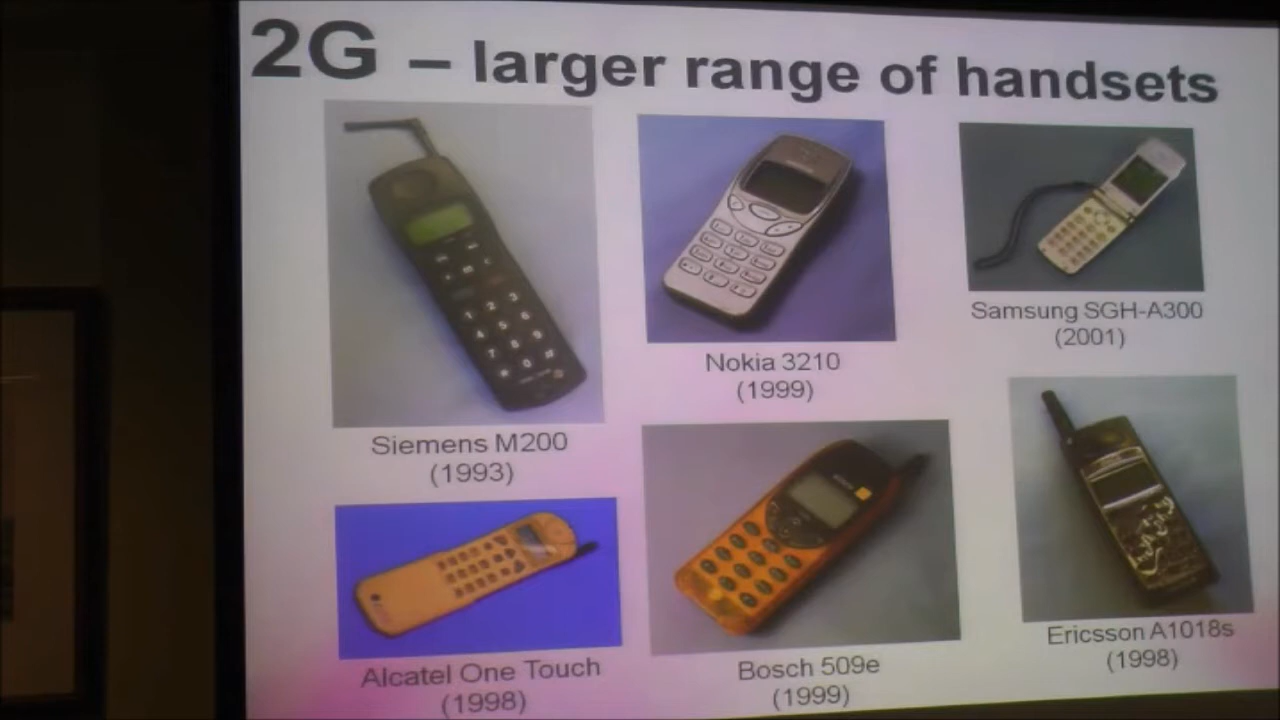 2G – larger range of handsets
Siemens M200
(1993)
Nokia 3210
(1999)
Samsung SGH-A300
(2001)
Alcatel One Touch
(1998)
Bosch 509e
(1999)
Ericsson A1018s
(1998)